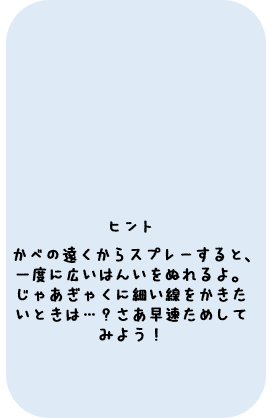 ヒント
かべの遠くからスプレーすると、
一度に広いはんいをぬれるよ。
じゃあぎゃくに細い線をかきた
いときは…？さあ早速ためして
みよう！